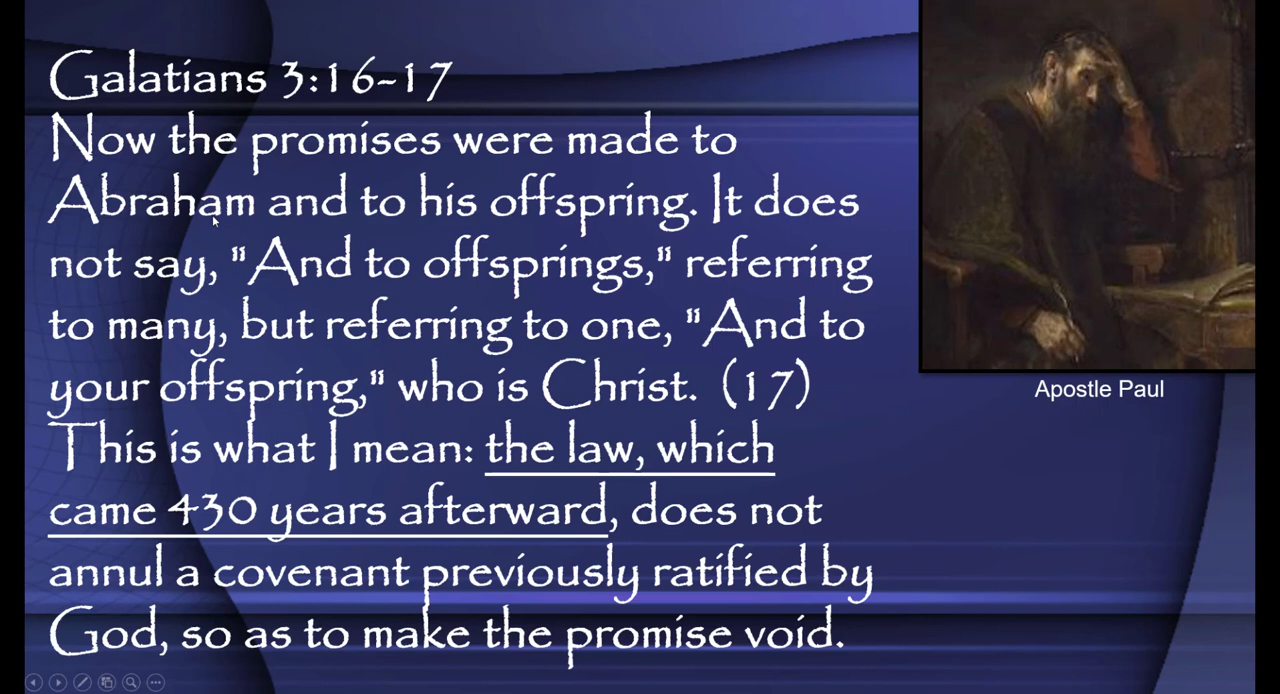 Galatians 3:16-17
Now the promises were made to
Abraham and to his offspring. It does
not say, "And to offsprings," referring
to many, but referring to one, "And to
your offspring," who is Christ. (17)
This is what I mean: the law, which
came 430 years afterward, does not
annul a covenant previously ratified by
God, so as to make the promise void.
Apostle Paul